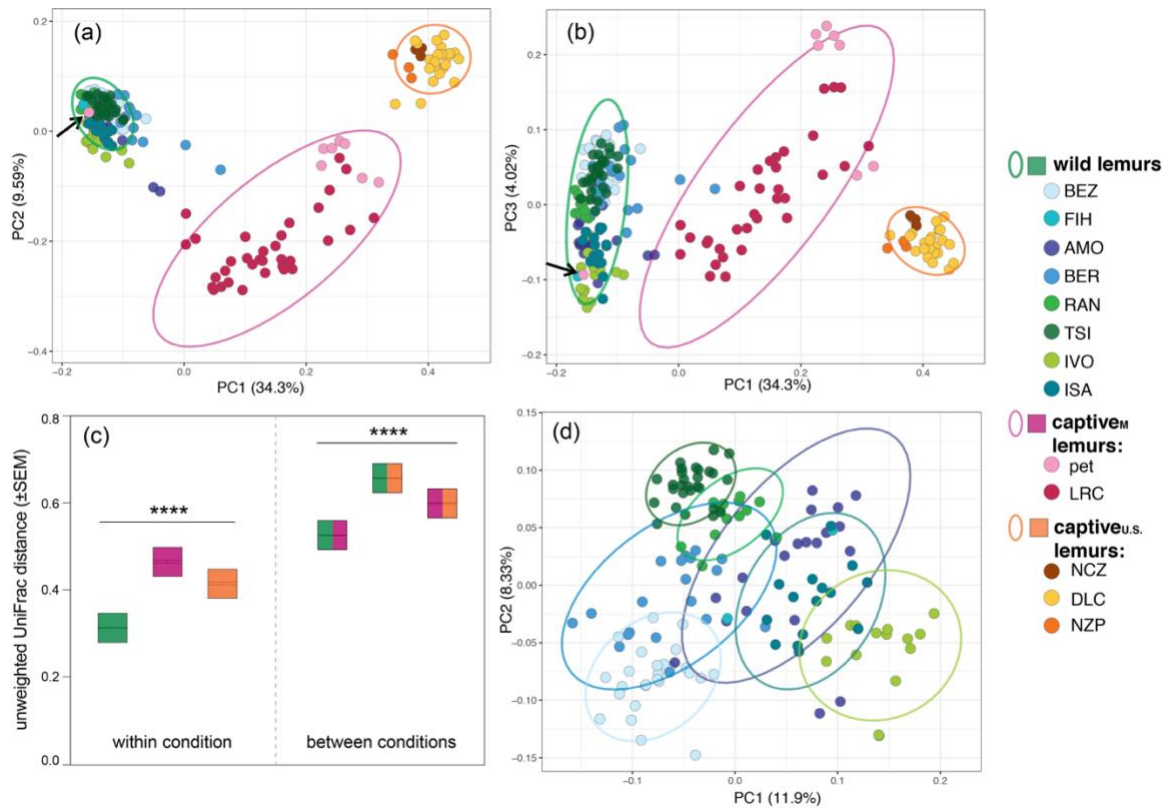 (a)
0.2
0.0
−0.2
−0.4
PC2 (9.59%)
−0.2
0.0
0.2
0.4
PC1 (34.3%)
(b)
0.2
0.1
0.0
−0.1
−0.2
PC3 (4.02%)
−0.2
0.0
0.2
0.4
PC1 (34.3%)
wild lemurs
BEZ
FIH
AMO
BER
RAN
TSI
IVO
ISA
captiveM
lemurs:
pet
LRC
captiveU.S.
lemurs:
NCZ
DLC
NZP
(c)
0.8
0.6
0.4
0.2
0.0
unweighted UniFrac distance (±SEM)
****
****
within condition
between conditions
(d)
0.10
0.05
0.00
−0.05
−0.10
−0.15
PC2 (8.33%)
−0.1
0.0
0.1
0.2
PC1 (11.9%)